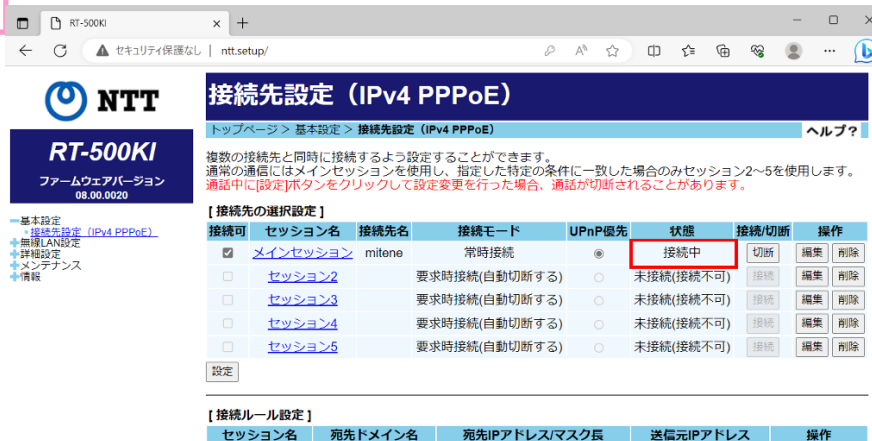 RT-500KI
セキュリティ保護なし | ntt.setup/
NTT
RT-500KI
ファームウェアバージョン
08.00.0020
基本設定
接続先設定（IPv4 PPPoE）
無線LAN設定
詳細設定
メンテナンス
情報
接続先設定（IPv4 PPPoE）
トップページ > 基本設定 > 接続先設定（IPv4 PPPoE）
ヘルプ?
複数の接続先と同時に接続するよう設定することができます。
通常の通信にはメインセッションを使用し、指定した特定の条件に一致した場合のみセッション2～5を使用します。
通話中に[設定]ボタンをクリックして設定変更を行った場合、通話が切断されることがあります。
[ 接続先の選択設定 ]
接続可 セッション名 接続先名 接続モード UPnP優先 状態 接続/切断 操作
メインセッション mitene 常時接続 接続中 切断 編集 削除
セッション2 要求時接続(自動切断する) 未接続(接続不可) 接続 編集 削除
セッション3 要求時接続(自動切断する) 未接続(接続不可) 接続 編集 削除
セッション4 要求時接続(自動切断する) 未接続(接続不可) 接続 編集 削除
セッション5 要求時接続(自動切断する) 未接続(接続不可) 接続 編集 削除
設定
[ 接続ルール設定 ]
セッション名 宛先ドメイン名 宛先IPアドレス/マスク長 送信元IPアドレス 操作